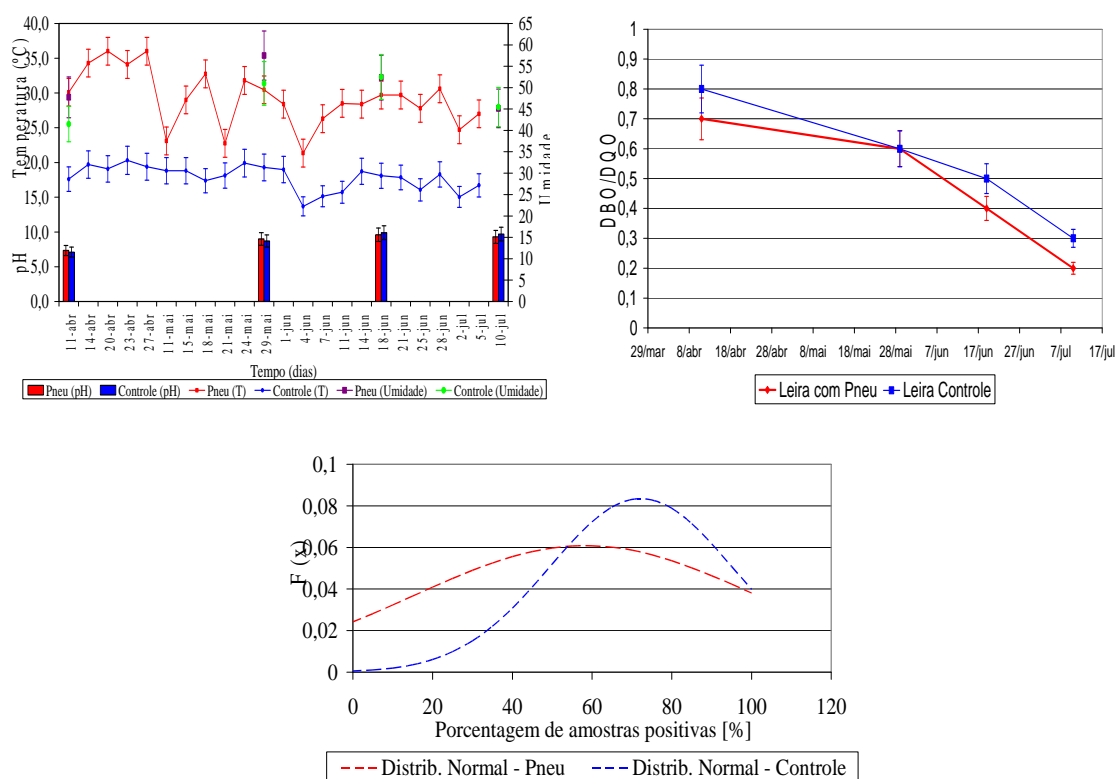 40,0
35,0
30,0
25,0
20,0
15,0
10,0
5,0
0,0
pH
Temperatura (°C)
65
60
55
50
45
40
35
30
25
20
15
10
5
0
Umidade
11-abr
14-abr
20-abr
23-abr
27-abr
11-mai
15-mai
18-mai
21-mai
24-mai
29-mai
1-jun
4-jun
7-jun
11-jun
14-jun
18-jun
21-jun
25-jun
28-jun
2-jul
5-jul
10-jul
Tempo (dias)
Pneu (pH) Controle (pH) Pneu (T) Controle (T) Pneu (Umidade) Controle (Umidade)
1
0,9
0,8
0,7
0,6
0,5
0,4
0,3
0,2
0,1
0
DBO/DQO
29/mar 8/abr 18/abr 28/abr 8/mai 18/mai 28/mai 7/jun 17/jun 27/jun 7/jul 17/jul
Leira com Pneu Leira Controle
0,1
0,08
0,06
0,04
0,02
0
F (x)
0 20 40 60 80 100 120
Porcentagem de amostras positivas [%]
Distrib. Normal - Pneu Distrib. Normal - Controle